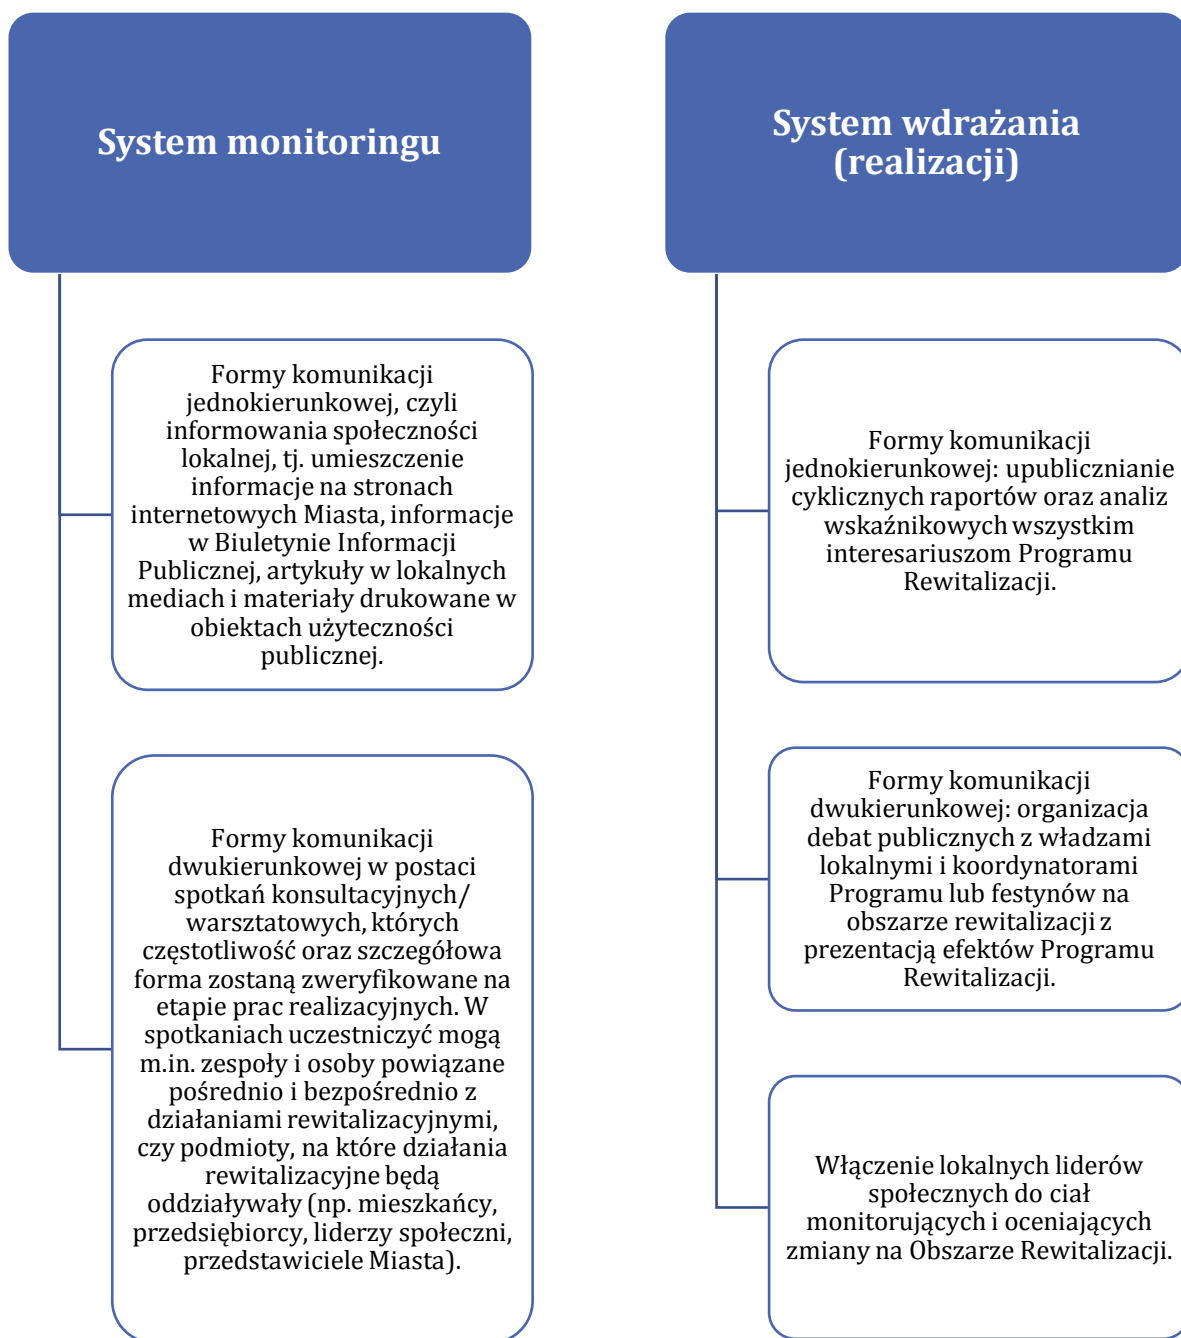 System monitoringu
Formy komunikacji
jednokierunkowej, czyli
informowania społeczności
lokalnej, tj. umieszczenie
informacje na stronach
internetowych Miasta, informacje
w Biuletynie Informacji
Publicznej, artykuły w lokalnych
mediach i materiały drukowane w
obiektach użyteczności
publicznej.
Formy komunikacji
dwukierunkowej w postaci
spotkań konsultacyjnych/
warsztatowych, których
częstotliwość oraz szczegółowa
forma zostaną zweryfikowane na
etapie prac realizacyjnych. W
spotkaniach uczestniczyć mogą
m.in. zespoły i osoby powiązane
pośrednio i bezpośrednio z
działaniami rewitalizacyjnymi,
czy podmioty, na które działania
rewitalizacyjne będą
oddziaływały (np. mieszkańcy,
przedsiębiorcy, liderzy społeczni,
przedstawiciele Miasta).
System wdrażania
(realizacji)
Formy komunikacji
jednokierunkowej: upublicznianie
cyklicznych raportów oraz analiz
wskaźnikowych wszystkim
interesariuszom Programu
Rewitalizacji.
Formy komunikacji
dwukierunkowej: organizacja
debat publicznych z władzami
lokalnymi i koordynatorami
Programu lub festynów na
obszarze rewitalizacji z
prezentacją efektów Programu
Rewitalizacji.
Włączenie lokalnych liderów
społecznych do ciał
monitorujących i oceniających
zmiany na Obszarze Rewitalizacji.